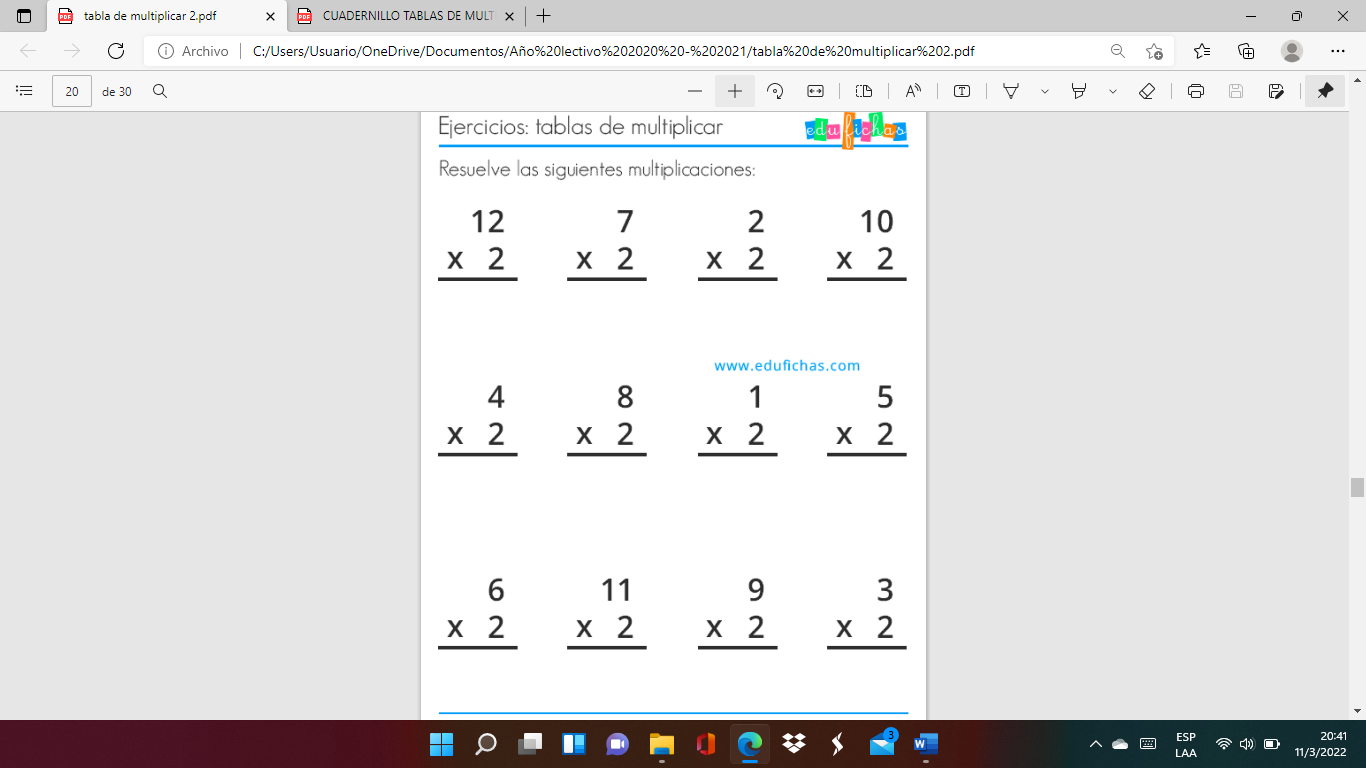 tabla de multiplicar 2.pdf
CUADERNILLO TABLAS DE MULT
Archivo
C:/Users/Usuario/OneDrive/Documentos/Año%20lectivo%202020%20-%202021/tabla%20de%20multiplicar%202.pdf
20 de 30
Ejercicios: tablas de multiplicar
edufichas
Resuelve las siguientes multiplicaciones:
12 7 2 10
x 2 x 2 x 2 x 2
www.edufichas.com
4 8 1 5
x 2 x 2 x 2 x 2
6 11 9 3
x 2 x 2 x 2 x 2
3
ESP
LAA
20:41
11/3/2022